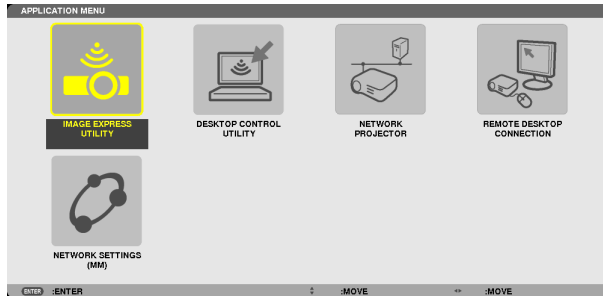 APPLICATION MENU
IMAGE EXPRESS
UTILITY
DESKTOP CONTROL
UTILITY
NETWORK
PROJECTOR
REMOTE DESKTOP
CONNECTION
NETWORK SETTINGS
(MM)
ENTER :ENTER :MOVE :MOVE